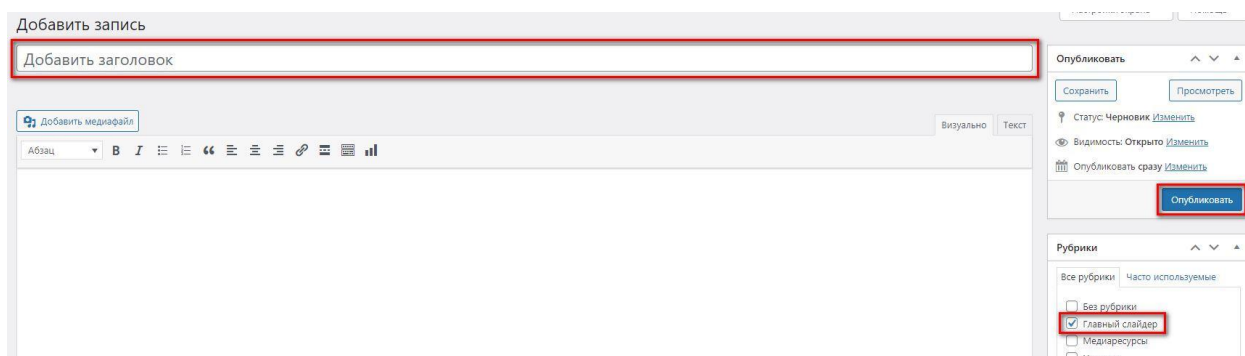 Добавить запись
Добавить заголовок
Добавить медиафайл
Визуально Текст
Абзац B I
Опубликовать
Сохранить Просмотреть
Статус: Черновик Изменить
Видимость: Открыто Изменить
Опубликовать сразу Изменить
Опубликовать
Рубрики
Все рубрики Часто используемые
Без рубрики
Главный слайдер
Медиаресурсы